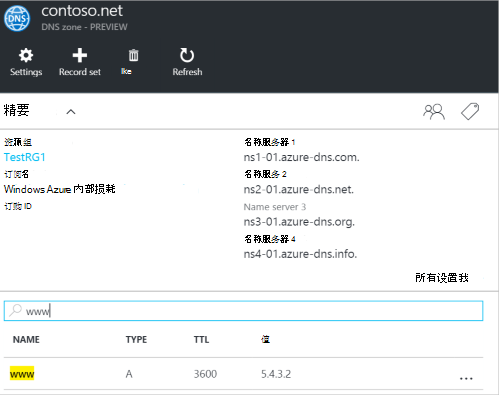 DNS
contoso.net
DNS zone - PREVIEW
Settings Record set Ike Refresh
精要
资源组
TestRG1
订阅名
Windows Azure 内部损耗
订购 ID
名称服务器 1
ns1-01.azure-dns.com.
名称服务器 2
ns2-01.azure-dns.net.
Name server 3
ns3-01.azure-dns.org.
名称服务器 4
ns4-01.azure-dns.info.
所有设置我
www
NAME TYPE TTL 值
www A 3600 5.4.3.2 ...